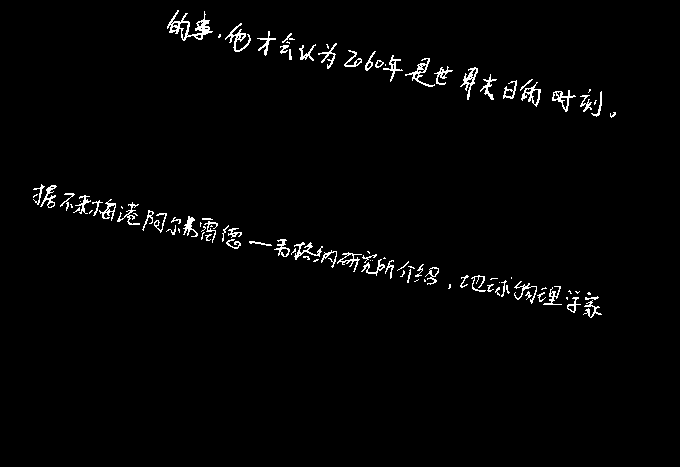 的事，他才会认为2060年是世界末日的时刻。
据不来梅港阿尔弗雷德一韦格纳研究所介绍，地球物理学家